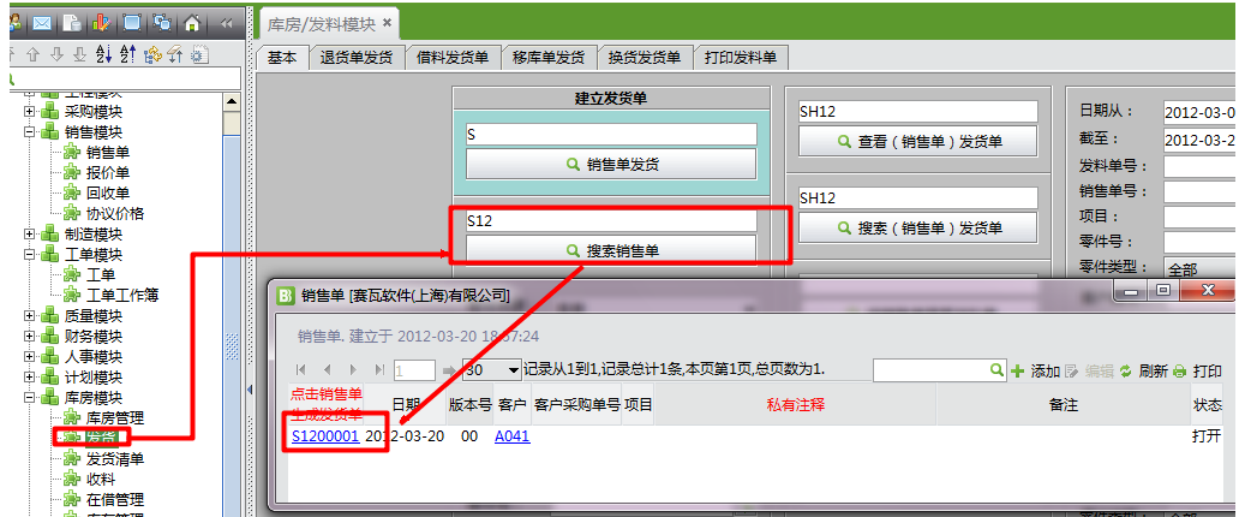 库房/发料模块
基本 退货单发货 借料发货单 移库单发货 换货发货单 打印发料单
工程模块
采购模块
销售模块
销售单
报价单
回收单
协议价格
制造模块
工单模块
工单
工单工作簿
质量模块
财务模块
人事模块
计划模块
库房模块
库房管理
发货
发货清单
收料
在借管理
建立发货单
S
销售单发货
S12
搜索销售单
SH12
查看（销售单）发货单
SH12
搜索（销售单）发货单
日期从： 2012-03-0
截至： 2012-03-2
发料单号：
销售单号：
项目：
零件号：
零件类型： 全部
销售单 [赛瓦软件(上海)有限公司]
销售单. 建立于 2012-03-20 18:57:24
1 30 记录从1到1,记录总计1条,本页第1页,总页数为1. 添加 编辑 刷新 打印
点击销售单
生成发货单 日期 版本号 客户 客户采购单号 项目 私有注释 备注 状态
S1200001 2012-03-20 00 A041 打开